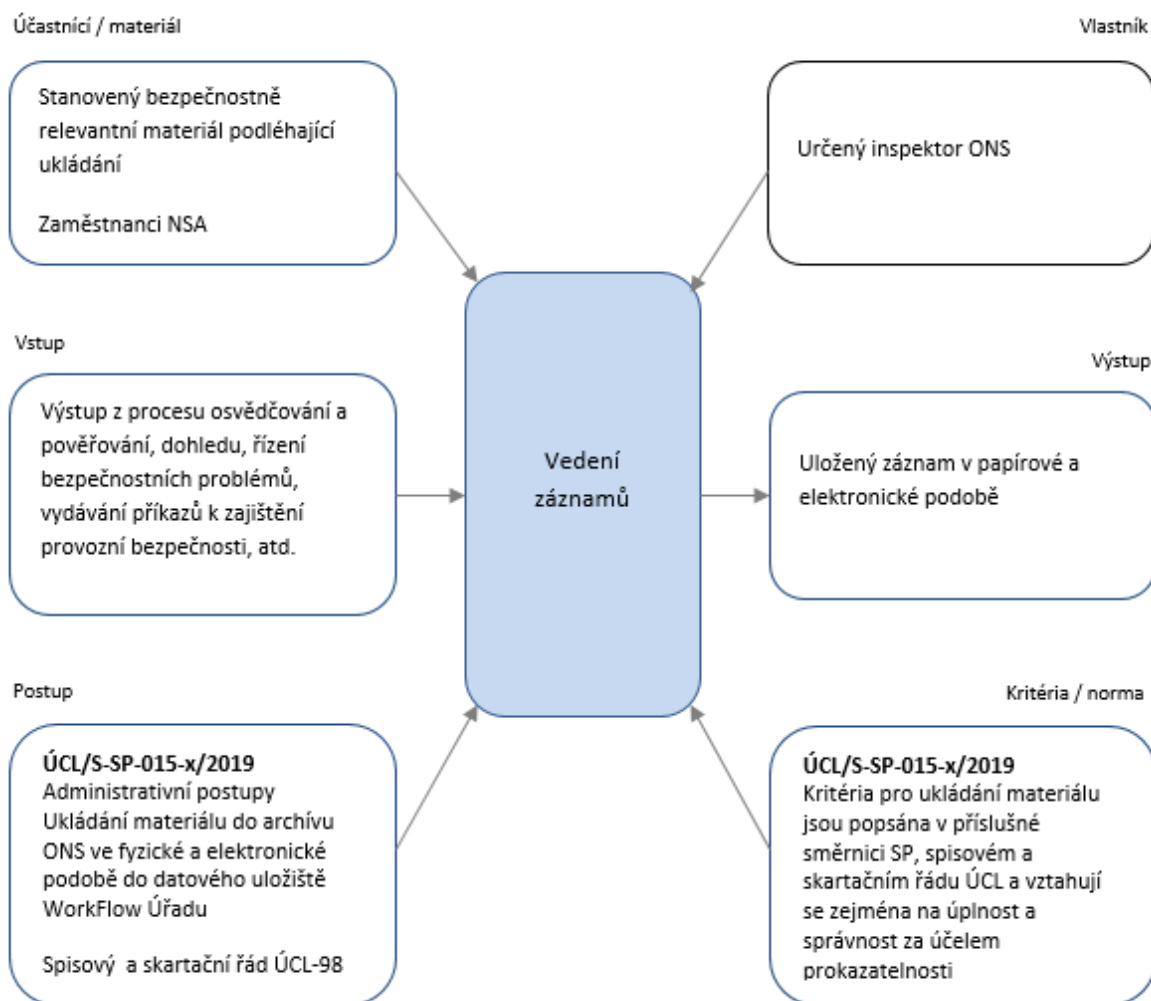 Účastnící / materiál
Stanovený bezpečnostně
relevantní materiál podléhající
ukládání
Zaměstnanci NSA
Vlastník
Určený inspektor ONS
Vstup
Výstup z procesu osvědčování a
pověřování, dohledu, řízení
bezpečnostních problémů,
vydávání příkazů k zajištění
provozní bezpečnosti, atd.
Vedení
záznamů
Výstup
Uložený záznam v papírové a
elektronické podobě
Postup
ÚCL/S-SP-015-x/2019
Administrativní postupy
Ukládání materiálu do archívu
ONS ve fyzické a elektronické
podobě do datového uložiště
WorkFlow Úřadu
Spisový a skartační řád ÚCL-98
Kritéria / norma
ÚCL/S-SP-015-x/2019
Kritéria pro ukládání materiálu
jsou popsána v příslušné
směrnici SP, spisovém a
skartačním řádu ÚCL a vztahují
se zejména na úplnost a
správnost za účelem
prokazatelnosti